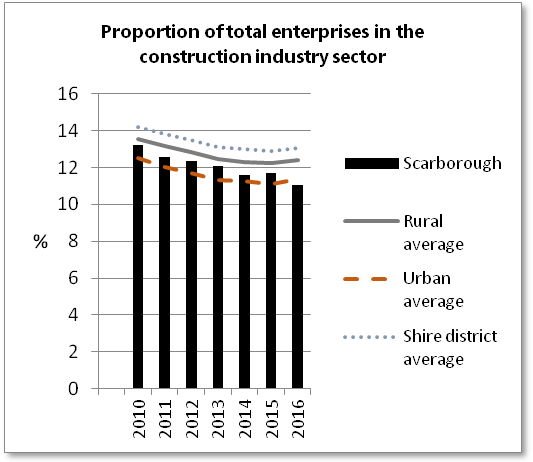 Proportion of total enterprises in the
construction industry sector
16
14
12
10
8
6
4
2
0
%
2010
2011
2012
2013
2014
2015
2016
Scarborough
Rural
average
Urban
average
Shire district
average